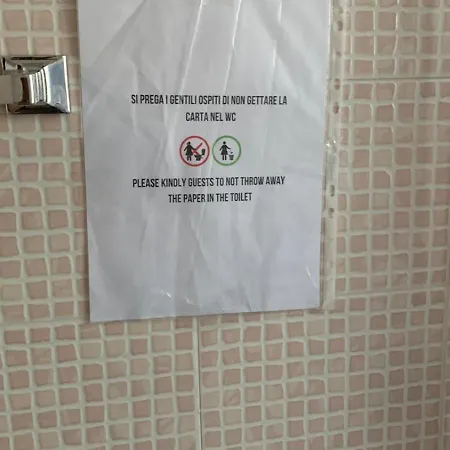 SI PREGA I GENTILI OSPITI DI NON GETTARE LA
CARTA NEL WC
PLEASE KINDLY GUESTS TO NOT THROW AWAY
THE PAPER IN THE TOILET